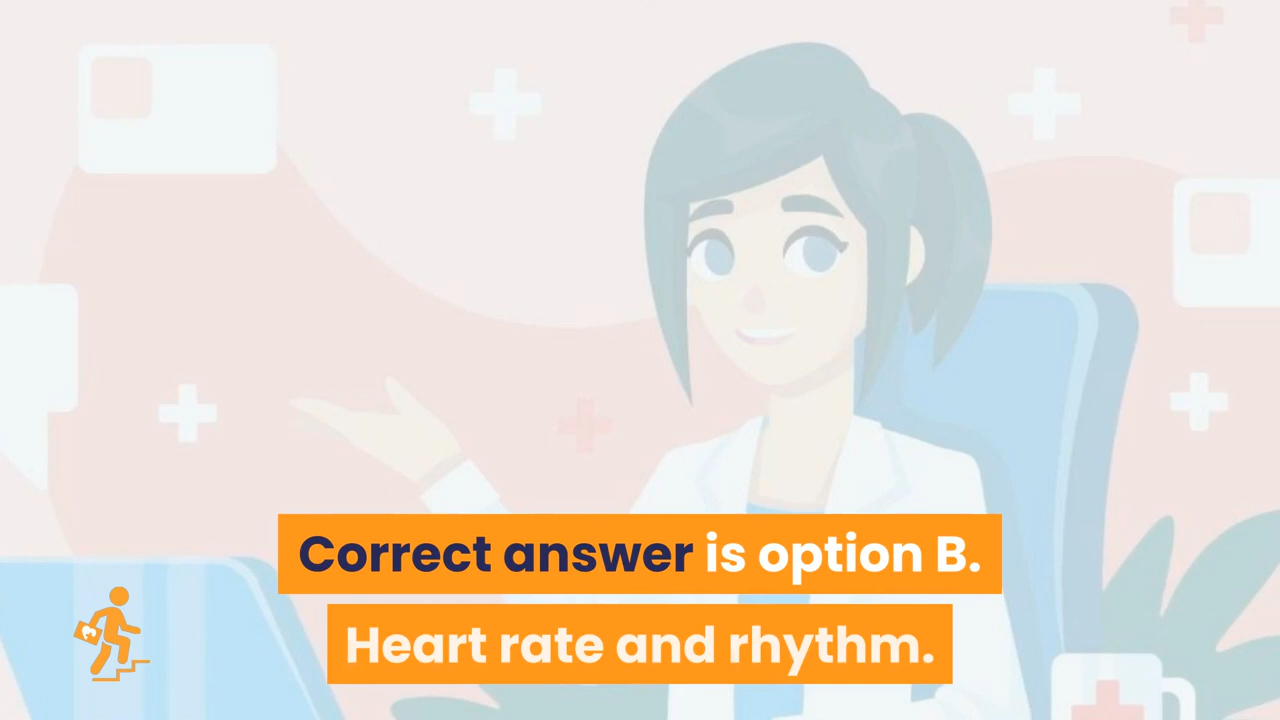 Correct answer is option B.
Heart rate and rhythm.